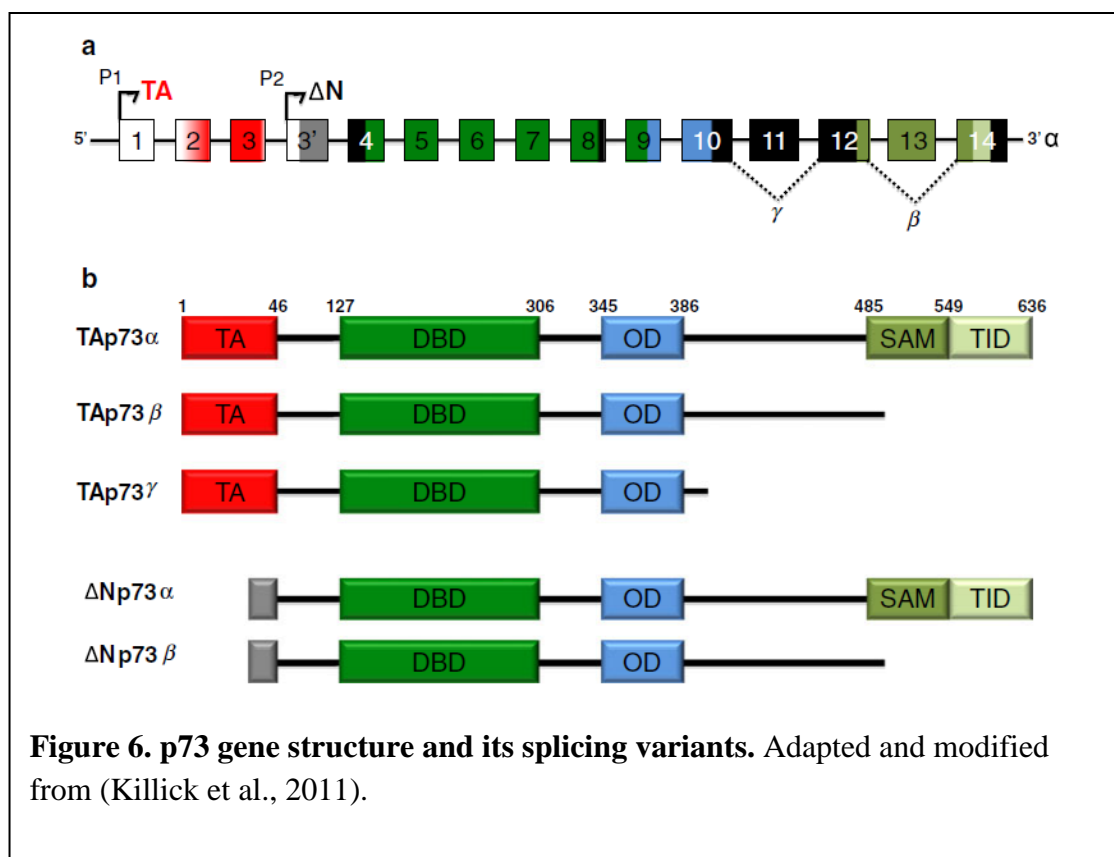 a
P1 TA P2 ΔN
5' 1 2 3 3' 4 5 6 7 8 9 10 11 12 13 14 3' α
γ β
b
1 46 127 306 345 386 485 549 636
TAp73α TA DBD OD SAM TID
TAp73β TA DBD OD
TAp73γ TA DBD OD
ΔNp73α DBD OD SAM TID
ΔNp73β DBD OD
Figure 6. p73 gene structure and its splicing variants. Adapted and modified
from (Killick et al., 2011).